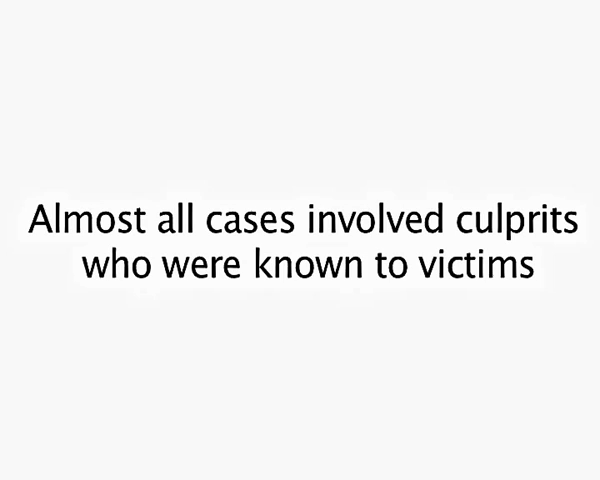 Almost all cases involved culprits
who were known to victims